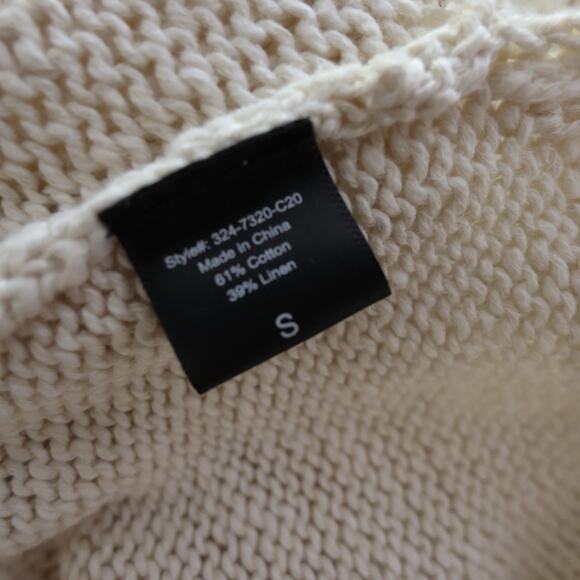 Style#: 324-7320-C20
Made in China
61% Cotton
39% Linen
S